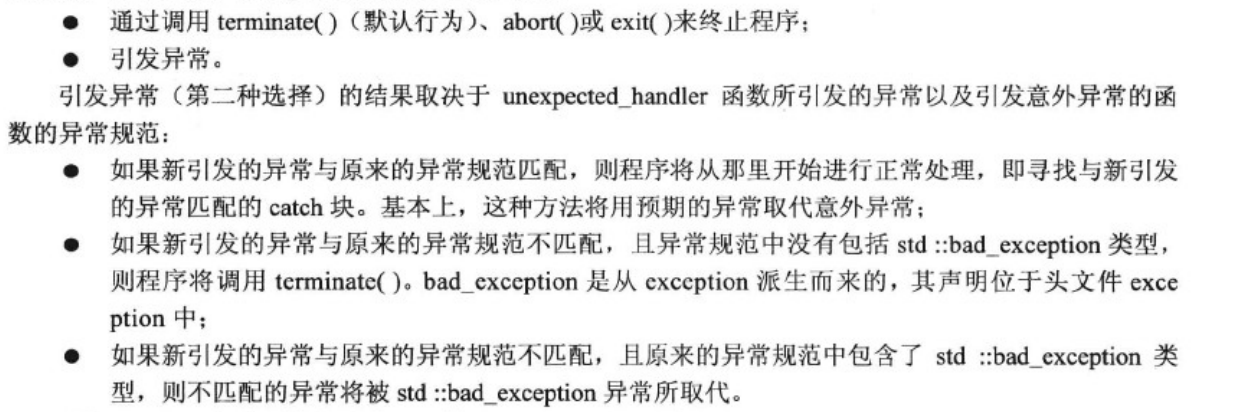 ● 通过调用 terminate( )（默认行为）、abort( )或 exit( )来终止程序；
● 引发异常。
引发异常（第二种选择）的结果取决于 unexpected_handler 函数所引发的异常以及引发意外异常的函
数的异常规范：
● 如果新引发的异常与原来的异常规范匹配，则程序将从那里开始进行正常处理，即寻找与新引发
的异常匹配的 catch 块。基本上，这种方法将用预期的异常取代意外异常；
● 如果新引发的异常与原来的异常规范不匹配，且异常规范中没有包括 std ::bad_exception 类型，
则程序将调用 terminate( )。bad_exception 是从 exception 派生而来的，其声明位于头文件 exce
ption 中；
● 如果新引发的异常与原来的异常规范不匹配，且原来的异常规范中包含了 std ::bad_exception 类
型，则不匹配的异常将被 std ::bad_exception 异常所取代。